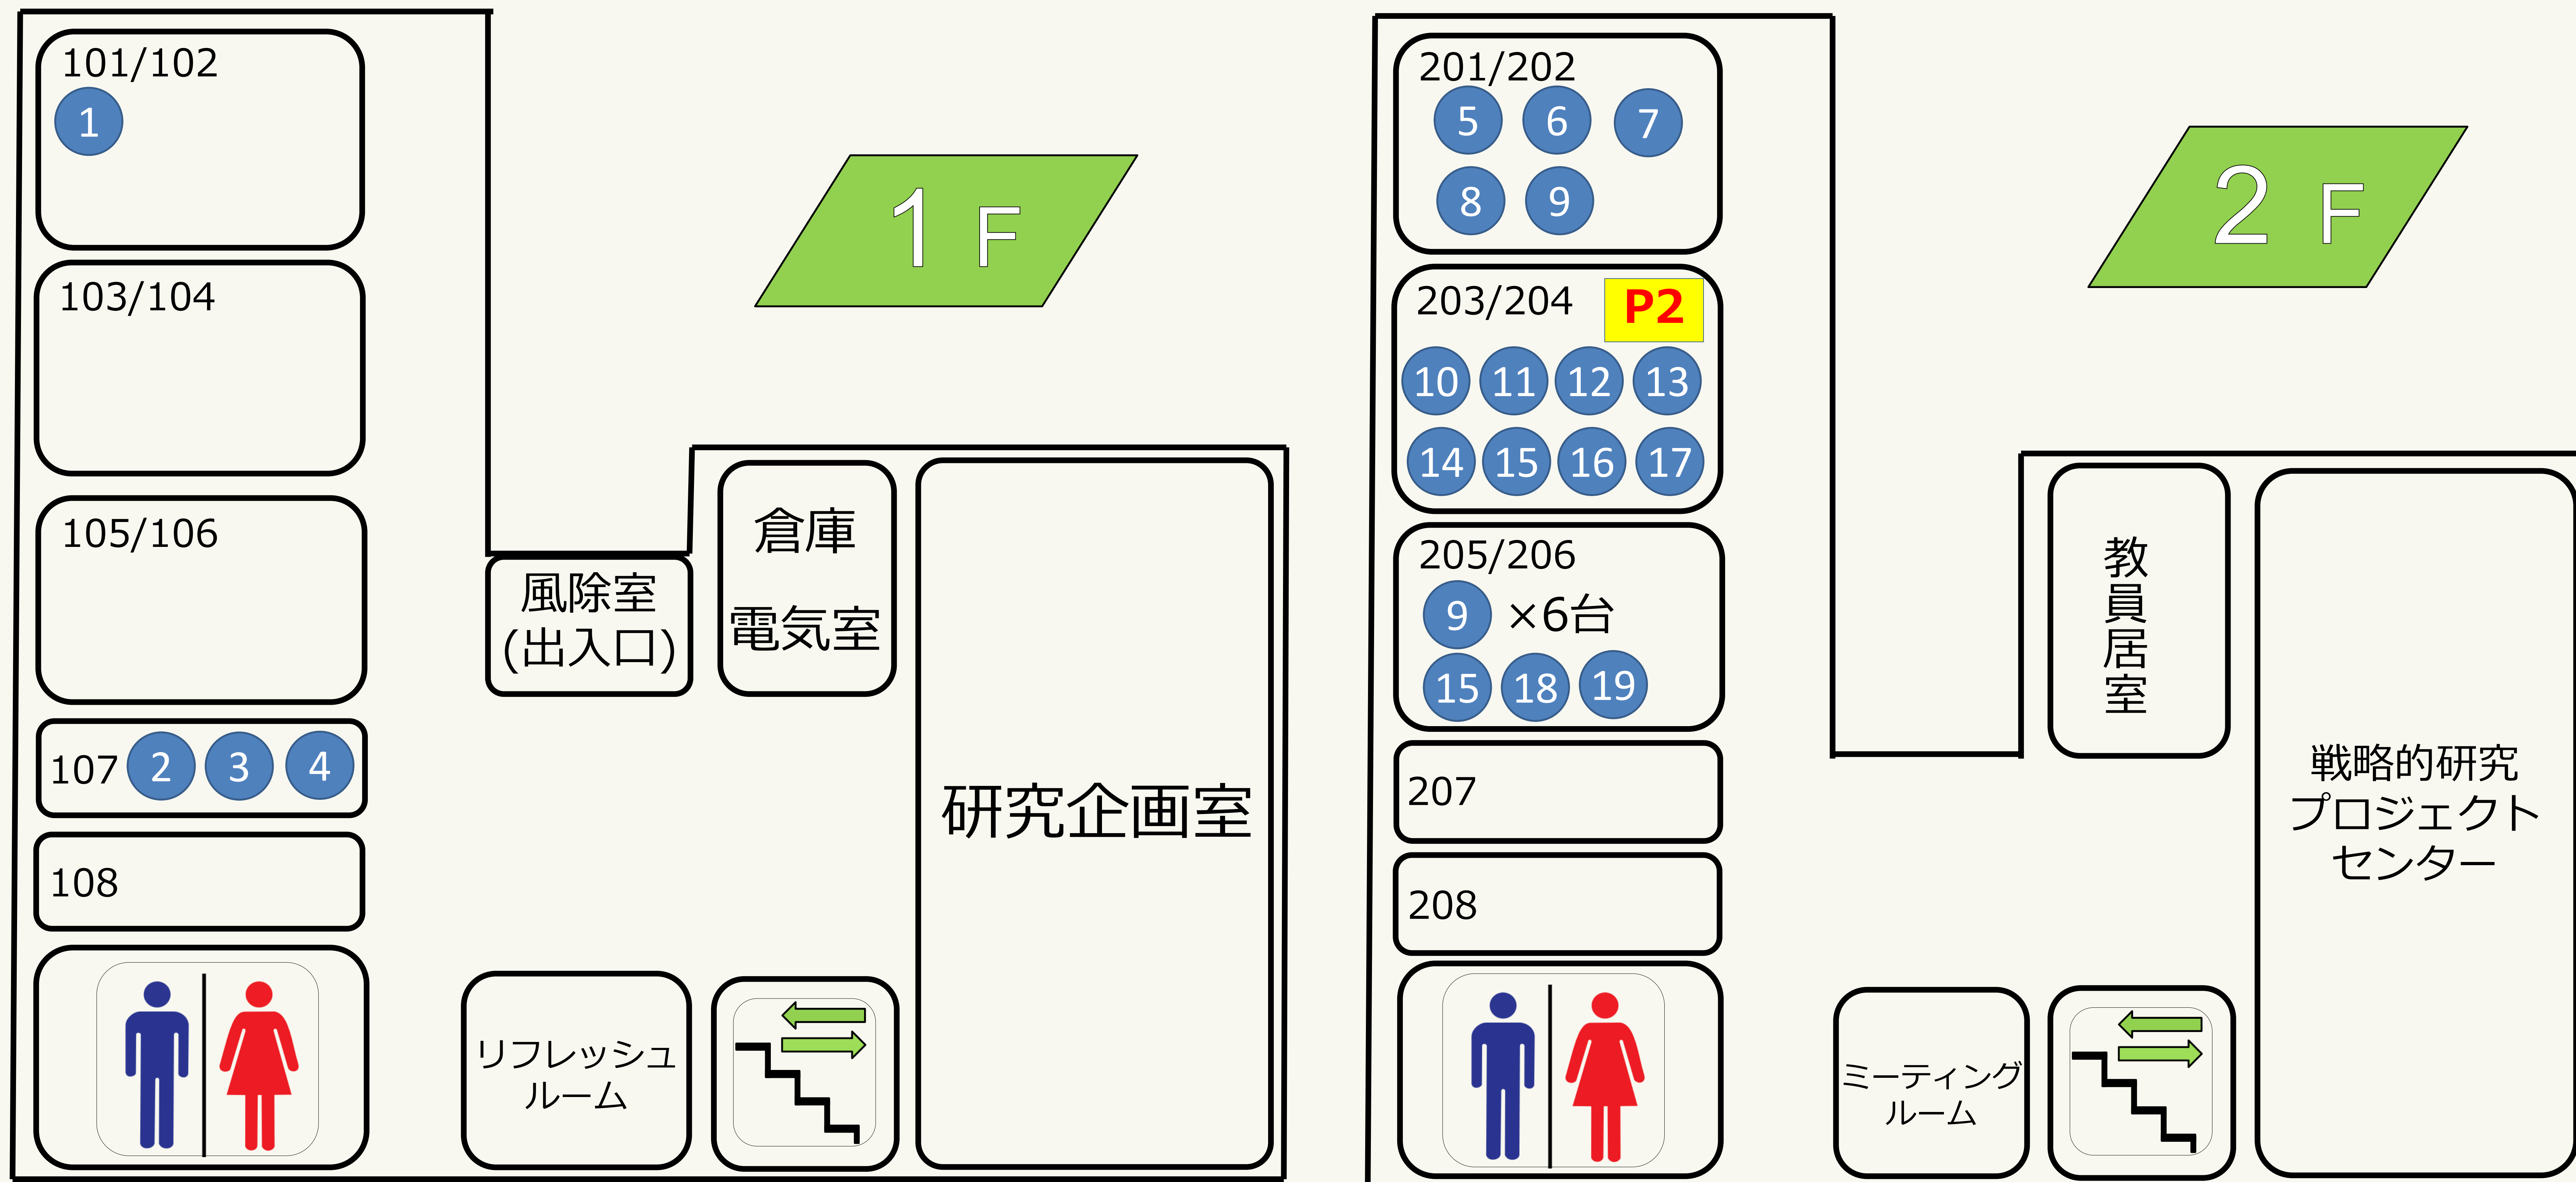 101/102
1
103/104
105/106
107 2 3 4
108
1F
風除室
(出入口)
倉庫
電気室
研究企画室
リフレッシュ
ルーム
201/202
5 6 7
8 9
203/204 P2
10 11 12 13
14 15 16 17
205/206
9 ×6台
15 18 19
207
208
2F
教員居室
戦略的研究
プロジェクト
センター
ミーティング
ルーム